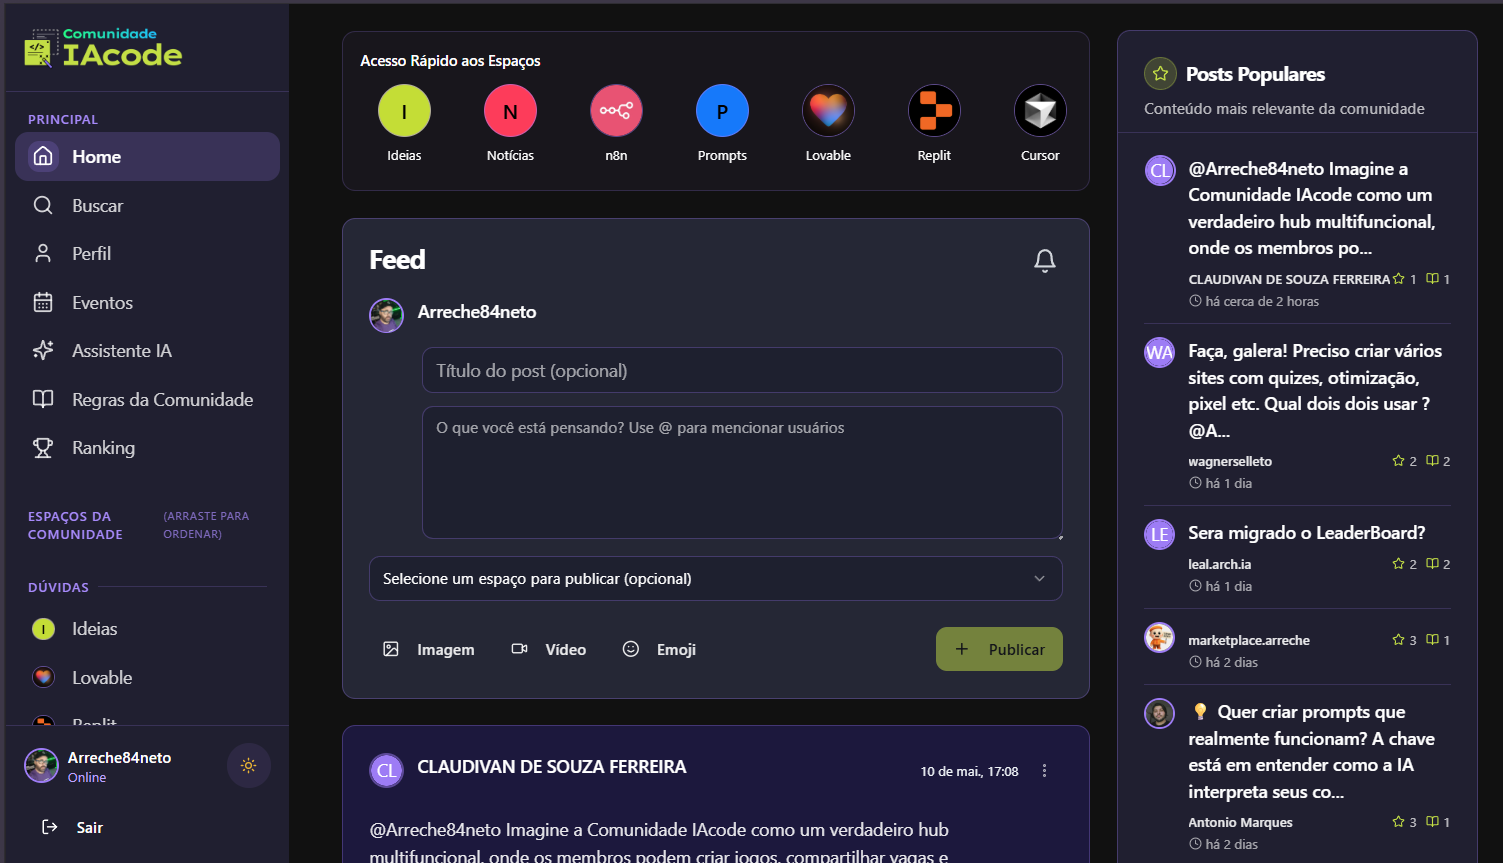 Comunidade
IAcode
PRINCIPAL
Home
Buscar
Perfil
Eventos
Assistente IA
Regras da Comunidade
Ranking
ESPAÇOS DA
COMUNIDADE
(ARRASTE PARA
ORDENAR)
DÚVIDAS
I
Ideias
Lovable
Replit
Arreche84neto
Online
Sair
Acesso Rápido aos Espaços
I
N
P
Ideias
Notícias
n8n
Prompts
Lovable
Replit
Cursor
Feed
Arreche84neto
Título do post (opcional)
O que você está pensando? Use @ para mencionar usuários
Selecione um espaço para publicar (opcional)
Imagem
Vídeo
Emoji
Publicar
CL
CLAUDIVAN DE SOUZA FERREIRA
10 de mai., 17:08
@Arreche84neto Imagine a Comunidade IAcode como um verdadeiro hub
multifuncional, onde os membros podem criar jogos, compartilhar vagas e
Posts Populares
Conteúdo mais relevante da comunidade
CL
@Arreche84neto Imagine a
Comunidade IAcode como um
verdadeiro hub multifuncional,
onde os membros po...
CLAUDIVAN DE SOUZA FERREIRA 1 1
há cerca de 2 horas
WA
Faça, galera! Preciso criar vários
sites com quizes, otimização,
pixel etc. Qual dois dois usar ?
@A...
wagnerselleto 2 2
há 1 dia
LE
Sera migrado o LeaderBoard?
leal.arch.ia 2 2
há 1 dia
marketplace.arreche 3 1
há 2 dias
💡 Quer criar prompts que
realmente funcionam? A chave
está em entender como a IA
interpreta seus co...
Antonio Marques 3 1
há 2 dias